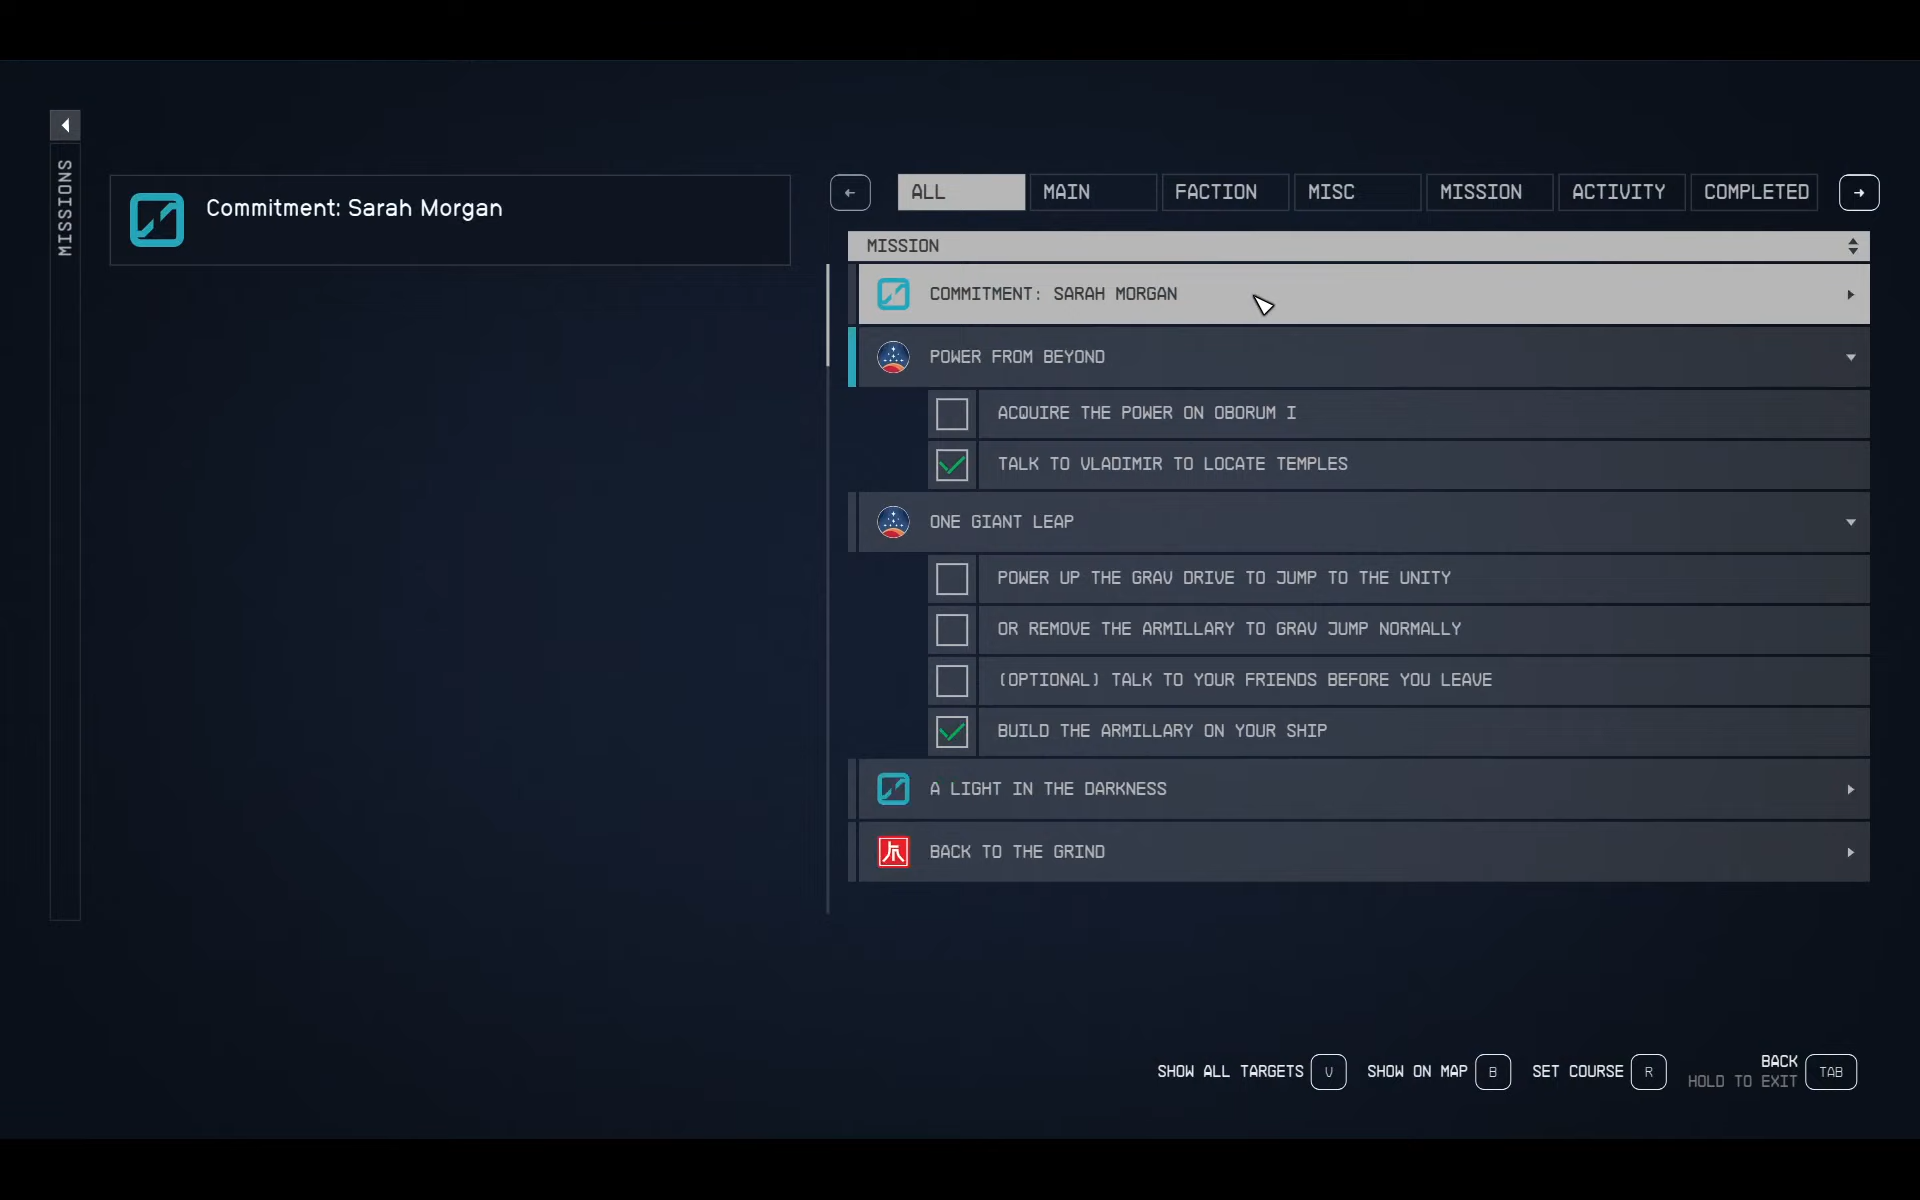 MISSIONS
Commitment: Sarah Morgan
ALL
MAIN
FACTION
MISC
MISSION
ACTIVITY
COMPLETED
MISSION
COMMITMENT: SARAH MORGAN
POWER FROM BEYOND
ACQUIRE THE POWER ON OBORUM I
TALK TO VLADIMIR TO LOCATE TEMPLES
ONE GIANT LEAP
POWER UP THE GRAV DRIVE TO JUMP TO THE UNITY
OR REMOVE THE ARMILLARY TO GRAV JUMP NORMALLY
(OPTIONAL) TALK TO YOUR FRIENDS BEFORE YOU LEAVE
BUILD THE ARMILLARY ON YOUR SHIP
A LIGHT IN THE DARKNESS
BACK TO THE GRIND
SHOW ALL TARGETS V
SHOW ON MAP B
SET COURSE R
BACK TAB
HOLD TO EXIT